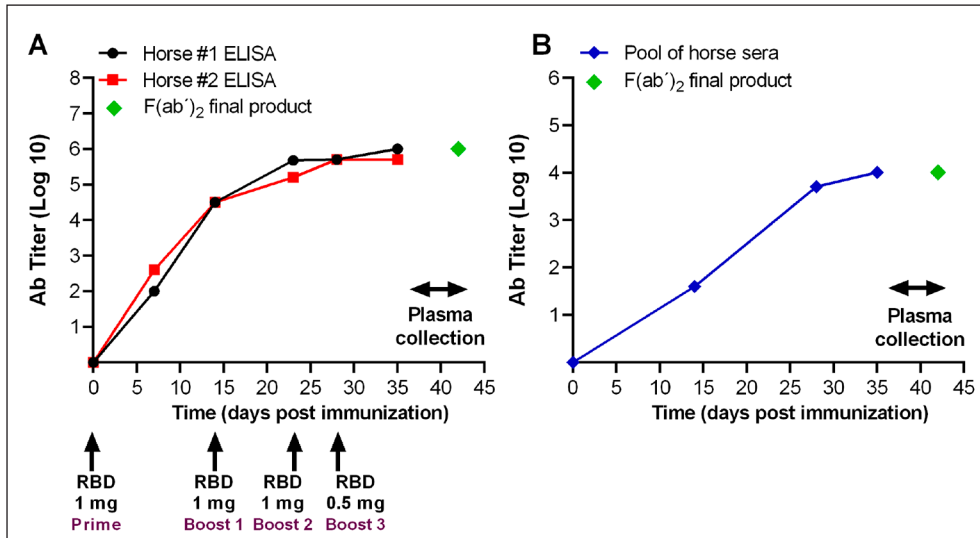 A
Horse #1 ELISA
Horse #2 ELISA
F(ab´)2 final product
8
7
6
5
4
3
2
1
Ab Titer (Log 10)
0 5 10 15 20 25 30 35 40 45
Time (days post immunization)
Plasma
collection
RBD
1 mg
Prime
RBD
1 mg
Boost 1
RBD
1 mg
Boost 2
RBD
0.5 mg
Boost 3
B
Pool of horse sera
F(ab´)2 final product
6
5
4
3
2
1
Ab Titer (Log 10)
0 5 10 15 20 25 30 35 40 45
Time (days post immunization)
Plasma
collection